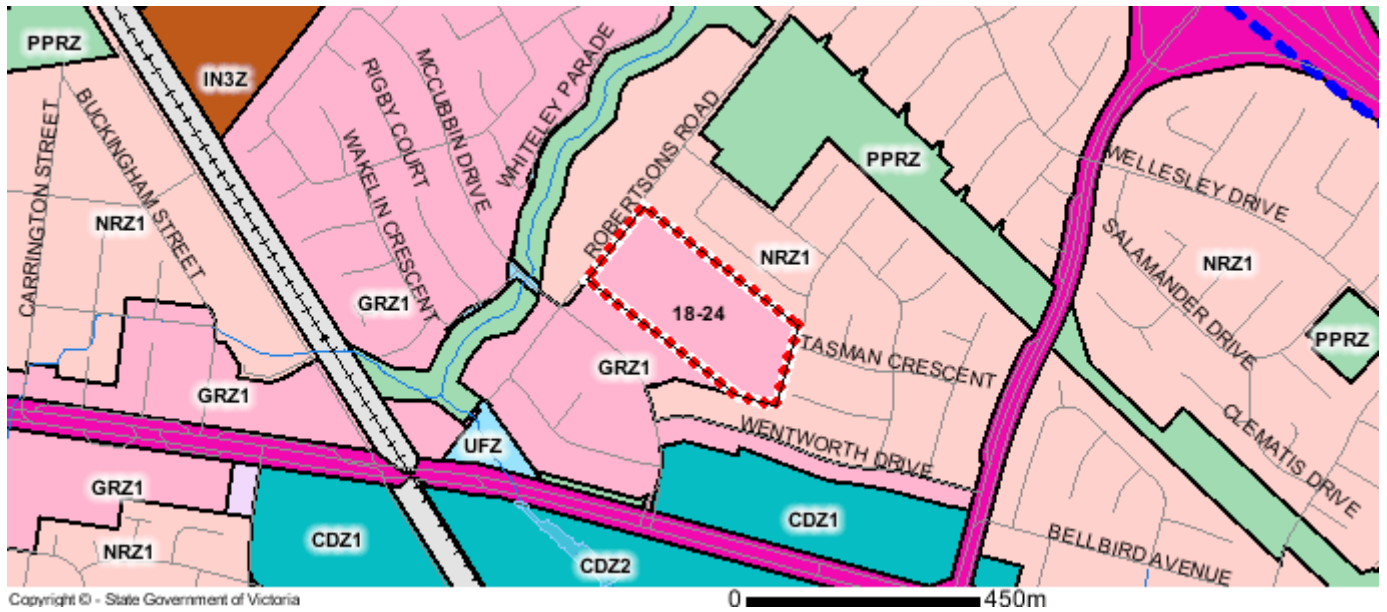 PPRZ
IN3Z
MCCUBBIN DRIVE
RIGBY COURT
WHITELEY PARADE
WAKELIN CRESCENT
BUCKINGHAM STREET
CARRINGTON STREET
NRZ1
ROBERTSONS ROAD
PPRZ
WELLESLEY DRIVE
SALAMANDER DRIVE
NRZ1
NRZ1
GRZ1
18-24
PPRZ
TASMAN CRESCENT
GRZ1
GRZ1
CLEMATIS DRIVE
WENTWORTH DRIVE
UFZ
GRZ1
CDZ1
CDZ1
NRZ1
CDZ2
BELLBIRD AVENUE
Copyright © - State Government of Victoria
0 450m